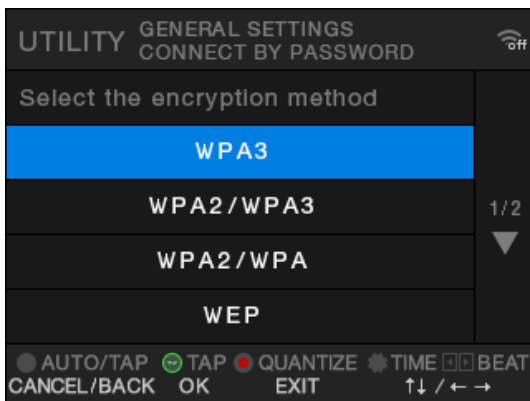 UTILITY GENERAL SETTINGS
CONNECT BY PASSWORD
off
Select the encryption method
WPA3
WPA2/WPA3
1/2
WPA2/WPA
WEP
AUTO/TAP TAP QUANTIZE TIME BEAT
CANCEL/BACK OK EXIT ↑↓/←→